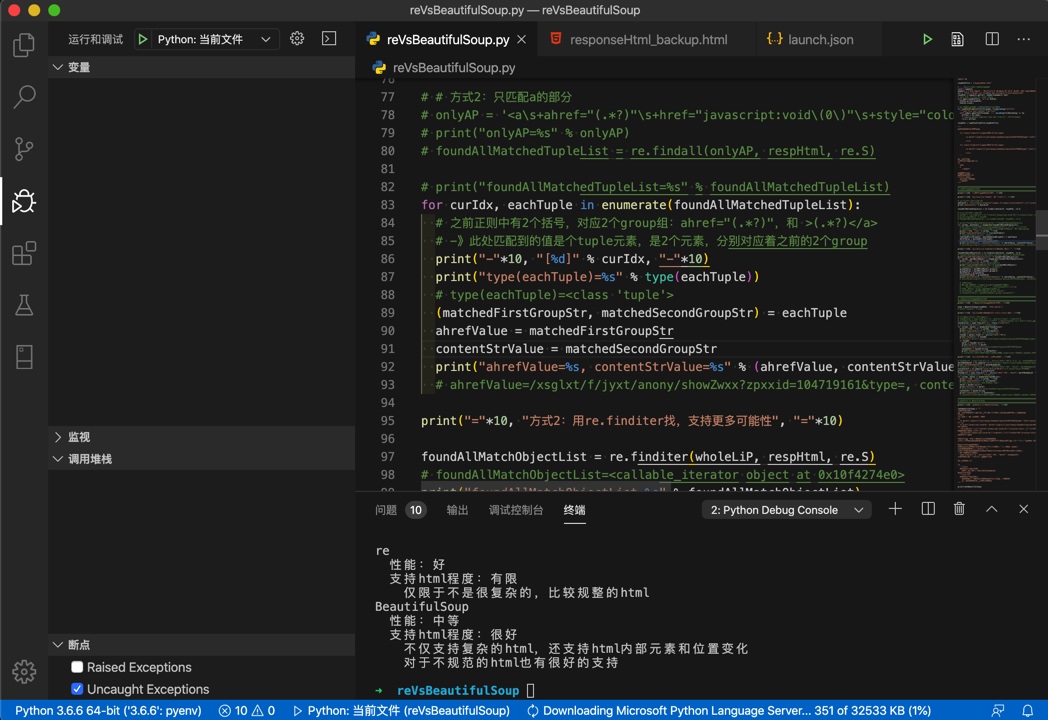 reVsBeautifulSoup.py — reVsBeautifulSoup
运行和调试 Python: 当前文件
reVsBeautifulSoup.py
responseHtml_backup.html
launch.json
变量
reVsBeautifulSoup.py
76
77 # # 方式2：只匹配a的部分
78 # onlyAP = '<a\s+ahref="(.*?)"\s+href="javascript:void\(0\)"\s+style="colo
79 # print("onlyAP=%s" % onlyAP)
80 # foundAllMatchedTupleList = re.findall(onlyAP, respHtml, re.S)
81
82 # print("foundAllMatchedTupleList=%s" % foundAllMatchedTupleList)
83 for curIdx, eachTuple in enumerate(foundAllMatchedTupleList):
84 # 之前正则中有2个括号，对应2个group组：ahref="(.*?)"，和 >(.*?)</a>
85 # -》此处匹配到的值是个tuple元素，是2个元素，分别对应着之前的2个group
86 print("-"*10, "[%d]" % curIdx, "-"*10)
87 print("type(eachTuple)=%s" % type(eachTuple))
88 # type(eachTuple)=<class 'tuple'>
89 (matchedFirstGroupStr, matchedSecondGroupStr) = eachTuple
90 ahrefValue = matchedFirstGroupStr
91 contentStrValue = matchedSecondGroupStr
92 print("ahrefValue=%s, contentStrValue=%s" % (ahrefValue, contentStrValue
93 # ahrefValue=/xsglxt/f/jyxt/anony/showZwxx?zpxxid=104719161&type=, conte
94
95 print("="*10, "方式2：用re.finditer找，支持更多可能性", "="*10)
96
97 foundAllMatchObjectList = re.finditer(wholeLiP, respHtml, re.S)
98 # foundAllMatchObjectList=<callable_iterator object at 0x10f4274e0>
99 print("foundAllMatchObjectList=%s" % foundAllMatchObjectList)
监视
调用堆栈
断点
Raised Exceptions
Uncaught Exceptions
问题 10 输出 调试控制台 终端 2: Python Debug Console
re
性能：好
支持html程度：有限
仅限于不是很复杂的，比较规整的html
BeautifulSoup
性能：中等
支持html程度：很好
不仅支持复杂的html，还支持html内部元素和位置变化
对于不规范的html也有很好的支持
➜ reVsBeautifulSoup
Python 3.6.6 64-bit ('3.6.6': pyenv) 10 0 Python: 当前文件 (reVsBeautifulSoup) Downloading Microsoft Python Language Server... 351 of 32533 KB (1%)